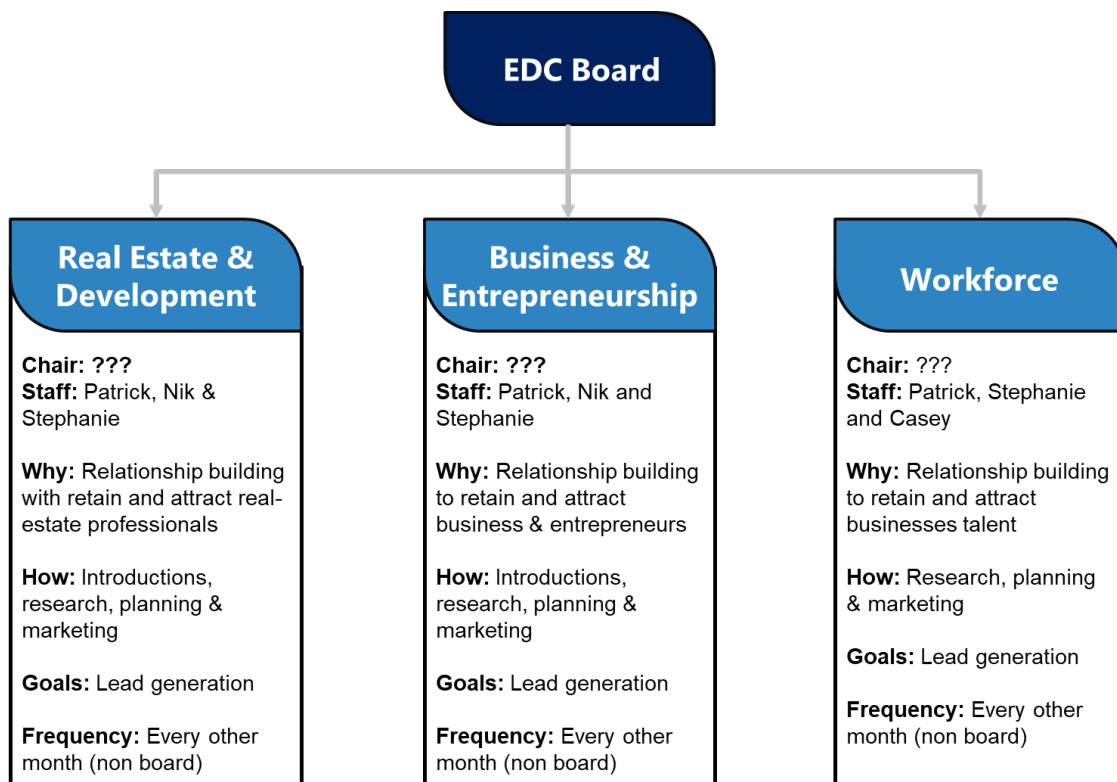 EDC Board
Real Estate &
Development
Chair: ???
Staff: Patrick, Nik &
Stephanie
Why: Relationship building
with retain and attract real-
estate professionals
How: Introductions,
research, planning &
marketing
Goals: Lead generation
Frequency: Every other
month (non board)
Business &
Entrepreneurship
Chair: ???
Staff: Patrick, Nik and
Stephanie
Why: Relationship building
to retain and attract
business & entrepreneurs
How: Introductions,
research, planning &
marketing
Goals: Lead generation
Frequency: Every other
month (non board)
Workforce
Chair: ???
Staff: Patrick, Stephanie
and Casey
Why: Relationship building
to retain and attract
businesses talent
How: Research, planning
& marketing
Goals: Lead generation
Frequency: Every other
month (non board)